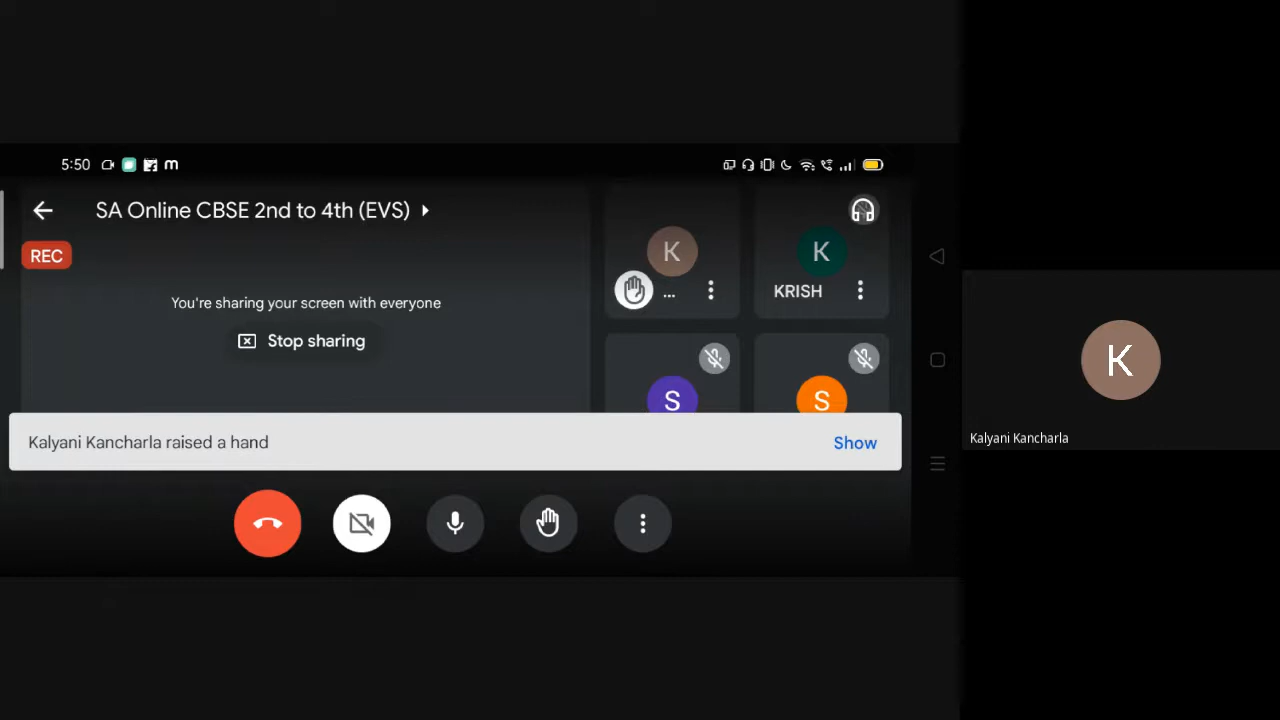 5:50 m
SA Online CBSE 2nd to 4th (EVS)
REC
You're sharing your screen with everyone
Stop sharing
K
...
K
KRISH
S
S
Kalyani Kancharla raised a hand
Show
K
Kalyani Kancharla